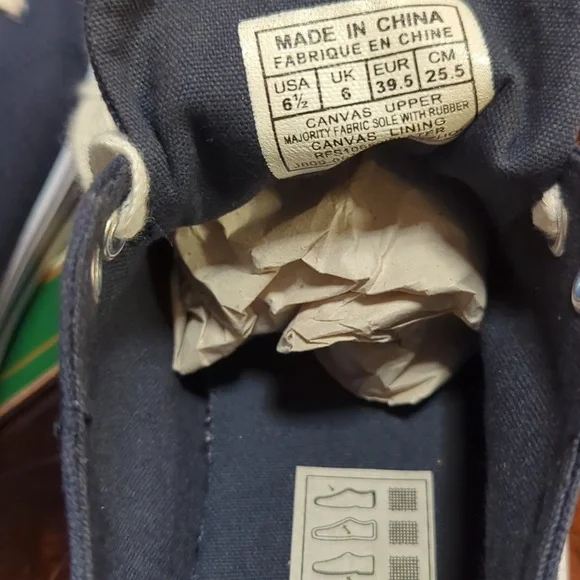 MADE IN CHINA
FABRIQUE EN CHINE
USA UK EUR CM
6½ 6 39.5 25.5
CANVAS UPPER
MAJORITY FABRIC SOLE WITH RUBBER
CANVAS LINING